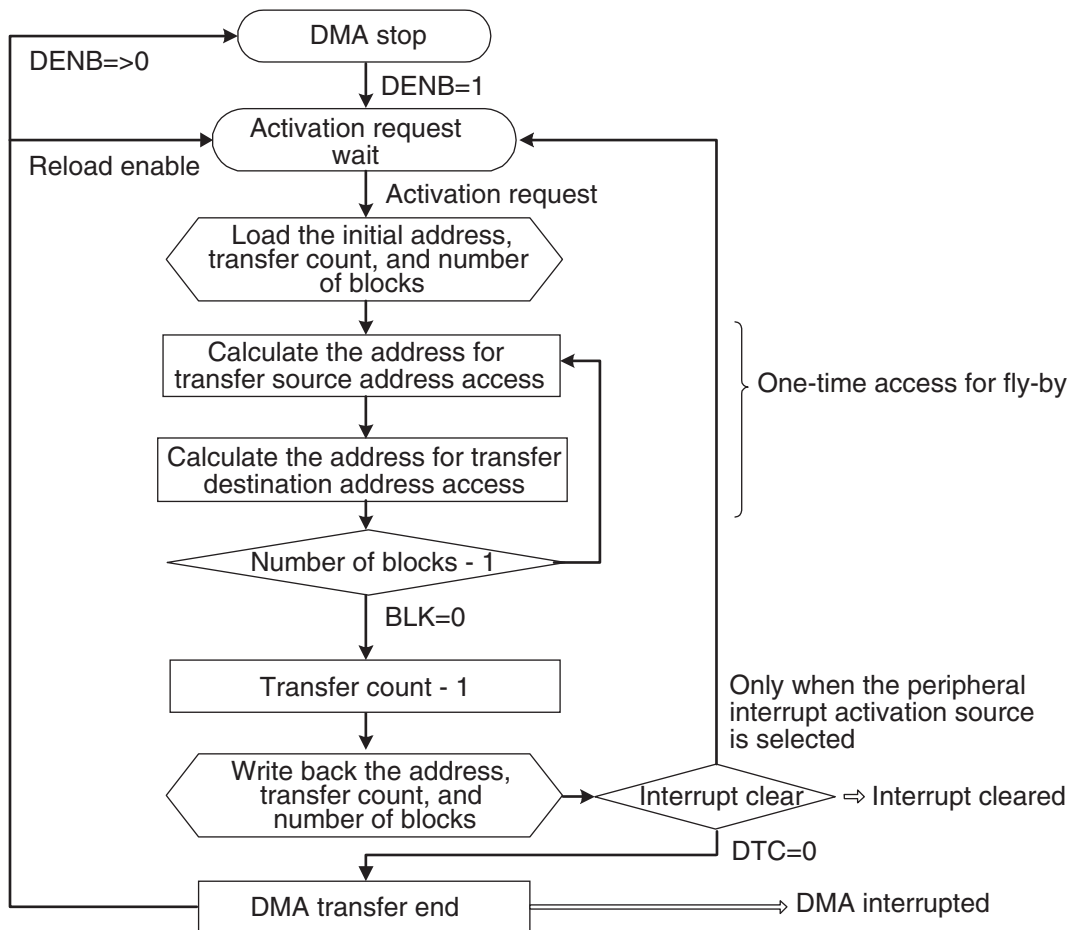 DMA stop
DENB=>0
DENB=1
Activation request
wait
Reload enable
Activation request
Load the initial address,
transfer count, and number
of blocks
Calculate the address for
transfer source address access
One-time access for fly-by
Calculate the address for transfer
destination address access
Number of blocks - 1
BLK=0
Transfer count - 1
Only when the peripheral
interrupt activation source
is selected
Write back the address,
transfer count, and
number of blocks
Interrupt clear
Interrupt cleared
DTC=0
DMA transfer end
DMA interrupted